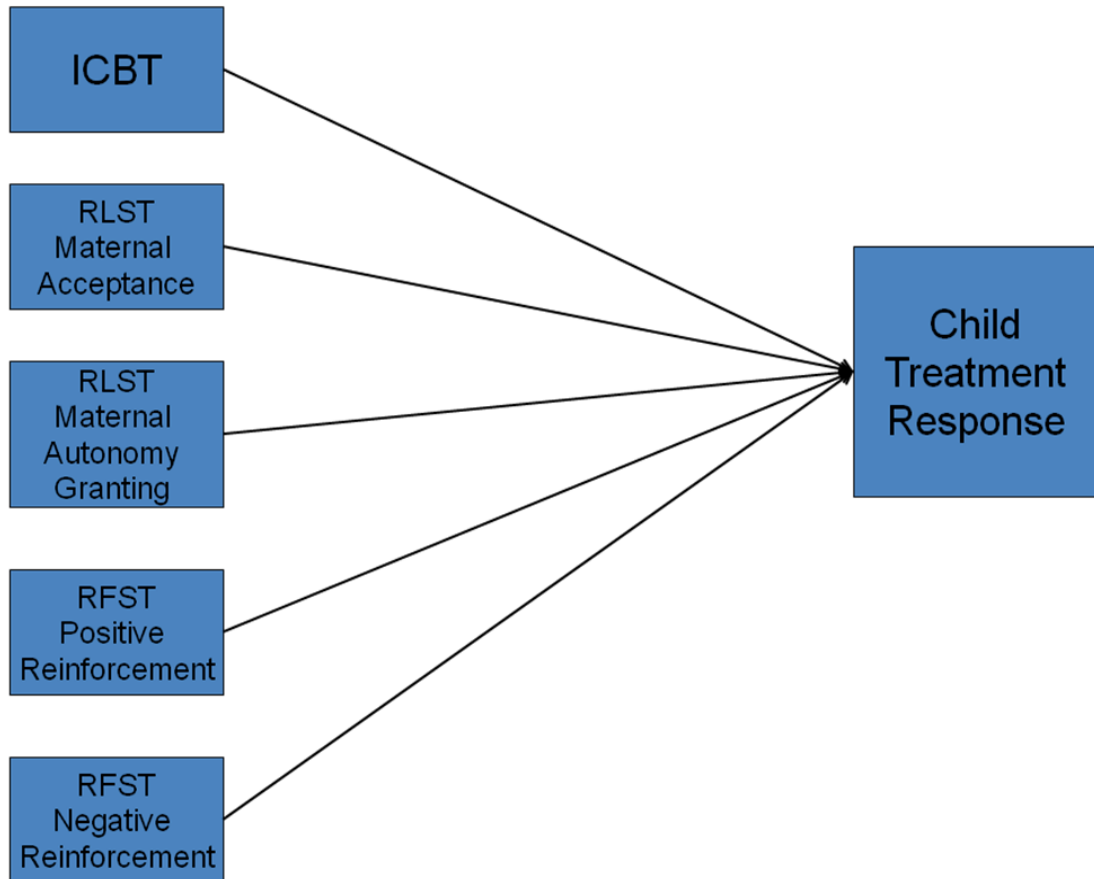 ICBT
RLST
Maternal
Acceptance
RLST
Maternal
Autonomy
Granting
RFST
Positive
Reinforcement
RFST
Negative
Reinforcement
Child
Treatment
Response